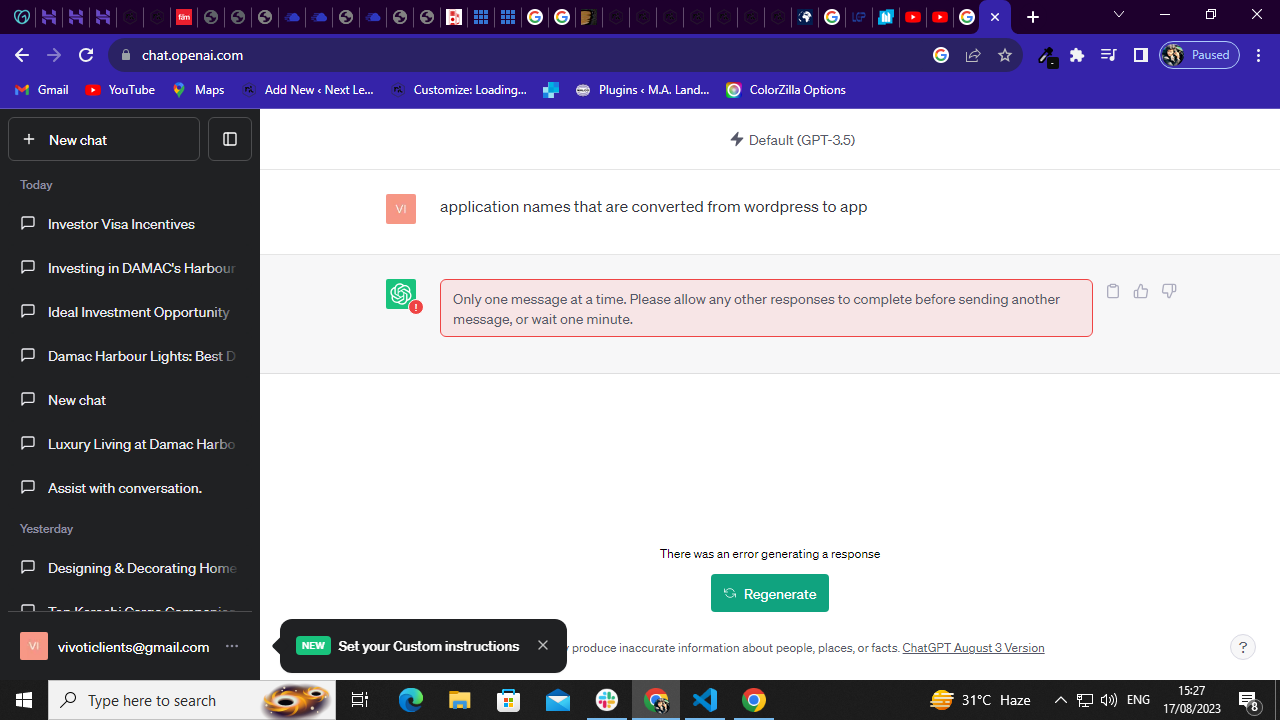 film
chat.openai.com
Paused
Gmail
YouTube
Maps
Add New ‹ Next Le...
Customize: Loading...
Plugins ‹ M.A. Land...
ColorZilla Options
New chat
Default (GPT-3.5)
Today
VI
application names that are converted from wordpress to app
Investor Visa Incentives
Investing in DAMAC's Harbour
Ideal Investment Opportunity
Damac Harbour Lights: Best D
New chat
Luxury Living at Damac Harbo
Assist with conversation.
Only one message at a time. Please allow any other responses to complete before sending another
message, or wait one minute.
Yesterday
Designing & Decorating Home
There was an error generating a response
Regenerate
VI
vivoticlients@gmail.com
NEW Set your Custom instructions
produce inaccurate information about people, places, or facts. ChatGPT August 3 Version
?
Type here to search
31°C Haze
ENG
15:27
17/08/2023
8